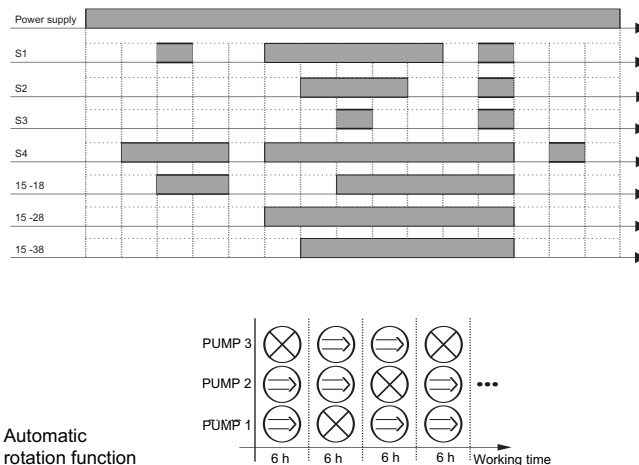 Power supply
S1
S2
S3
S4
15 -18
15 -28
15 -38
PUMP 3
PUMP 2
PUMP 1
Automatic
rotation function
6 h 6 h 6 h 6 h Working time